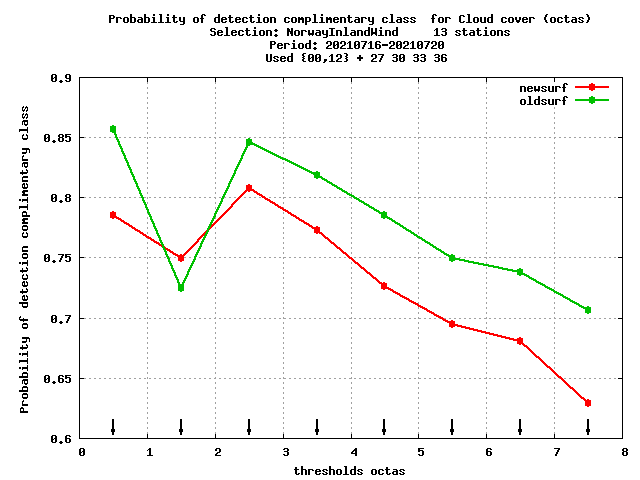 Probability of detection complimentary class  for Cloud cover (octas)
Selection: NorwayInlandWind     13 stations
Period: 20210716-20210720
Used {00,12} + 27 30 33 36
newsurf
oldsurf
Probability of detection complimentary class
0.9
0.85
0.8
0.75
0.7
0.65
0.6
0 1 2 3 4 5 6 7 8
thresholds octas